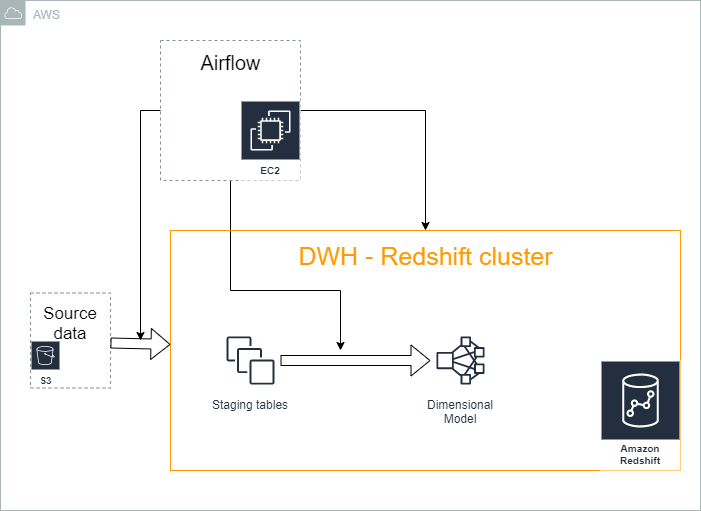 AWS
Airflow
EC2
DWH - Redshift cluster
Source
data
S3
Staging tables
Dimensional
Model
Amazon
Redshift